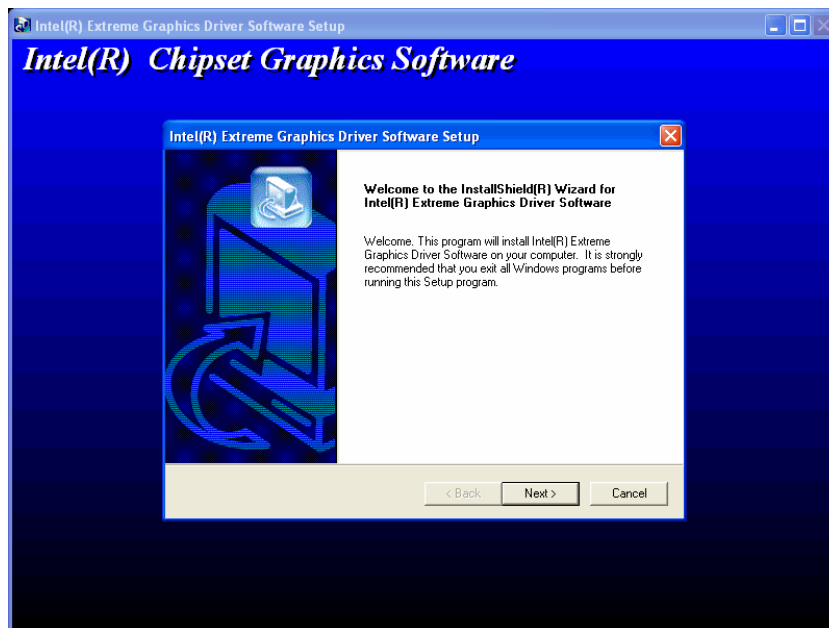 Intel(R) Extreme Graphics Driver Software Setup
Intel(R) Chipset Graphics Software
Intel(R) Extreme Graphics Driver Software Setup
Welcome to the InstallShield(R) Wizard for
Intel(R) Extreme Graphics Driver Software
Welcome. This program will install Intel(R) Extreme
Graphics Driver Software on your computer. It is strongly
recommended that you exit all Windows programs before
running this Setup program.
< Back Next > Cancel